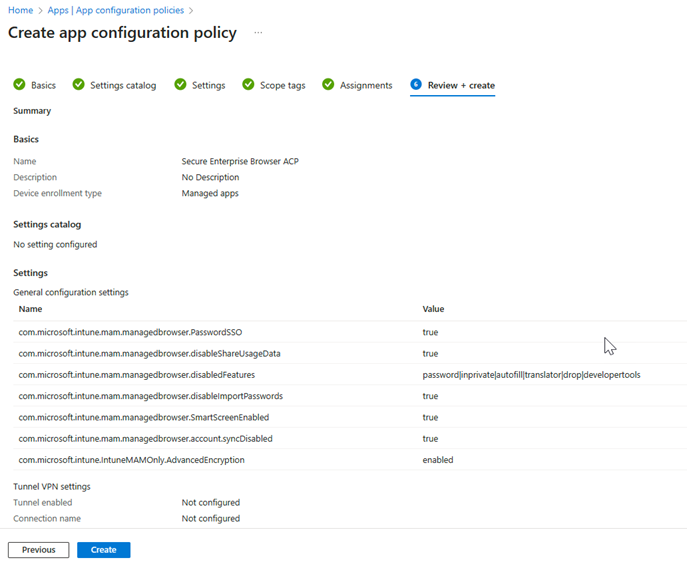 Home > Apps | App configuration policies >
Create app configuration policy ...
Basics Settings catalog Settings Scope tags Assignments 6 Review + create
Summary
Basics
Name Secure Enterprise Browser ACP
Description No Description
Device enrollment type Managed apps
Settings catalog
No setting configured
Settings
General configuration settings
Name Value
com.microsoft.intune.mam.managedbrowser.PasswordSSO true
com.microsoft.intune.mam.managedbrowser.disableShareUsageData true
com.microsoft.intune.mam.managedbrowser.disabledFeatures password|inprivate|autofill|translator|drop|developertools
com.microsoft.intune.mam.managedbrowser.disableImportPasswords true
com.microsoft.intune.mam.managedbrowser.SmartScreenEnabled true
com.microsoft.intune.mam.managedbrowser.account.syncDisabled true
com.microsoft.intune.IntuneMAMOnly.AdvancedEncryption enabled
Tunnel VPN settings
Tunnel enabled Not configured
Connection name Not configured
Previous Create